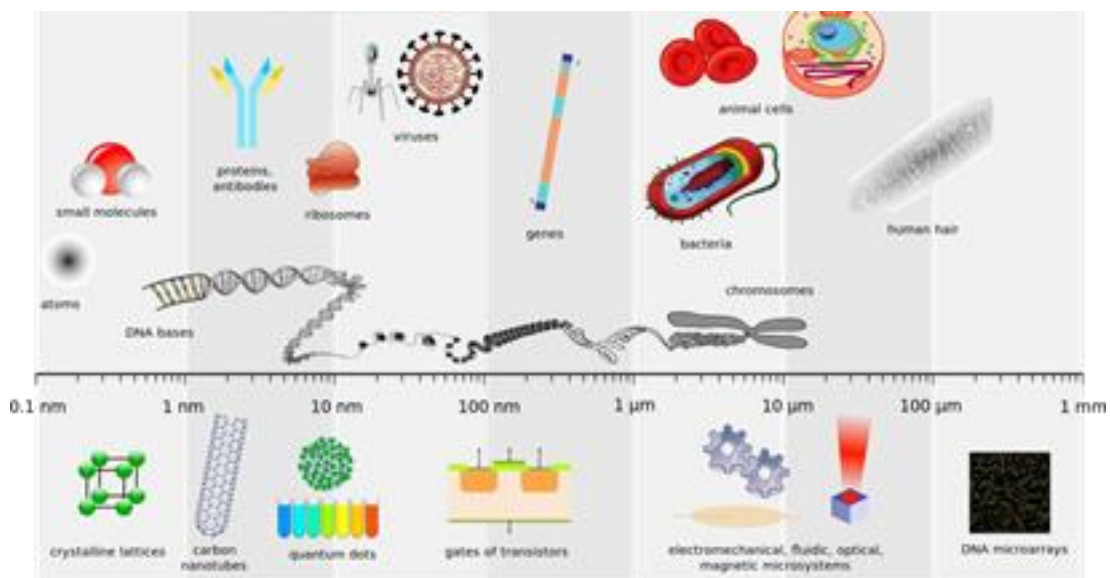 animal cells
viruses
proteins,
antibodies
small molecules
ribosomes
genes
bacteria
human hair
atoms
DNA bases
chromosomes
0.1 nm 1 nm 10 nm 100 nm 1 μm 10 μm 100 μm 1 mm
crystalline lattices
carbon
nanotubes
quantum dots
gates of transistors
electromechanical, fluidic, optical,
magnetic microsystems
DNA microarrays